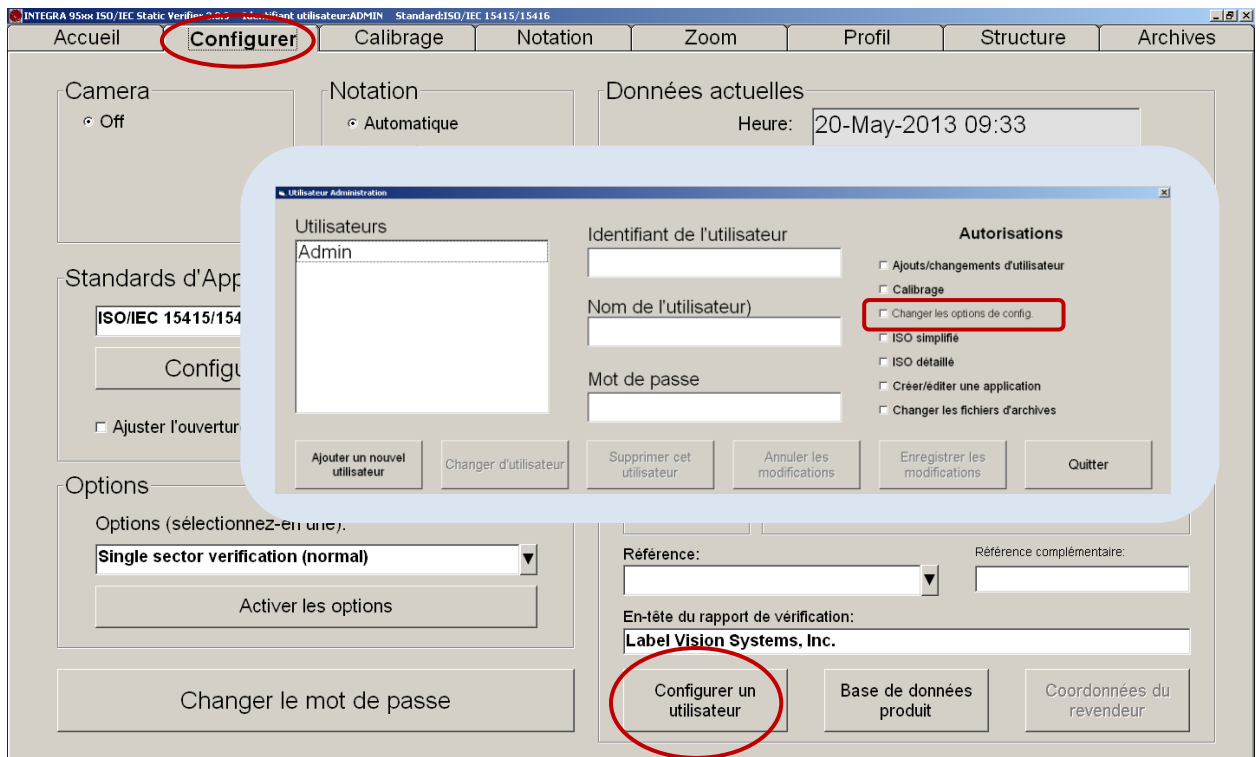 INTEGRA 95xx ISO/IEC Static Verifier Identifiant utilisateur:ADMIN Standard:ISO/IEC 15415/15416
Accueil Configurer Calibrage Notation Zoom Profil Structure Archives
Camera
Off
Notation
Automatique
Données actuelles
Heure: 20-May-2013 09:33
Utilisateur Administration
Utilisateurs
Admin
Identifiant de l'utilisateur
Nom de l'utilisateur)
Mot de passe
Autorisations
Ajouts/changements d'utilisateur
Calibrage
Changer les options de config.
ISO simplifié
ISO détaillé
Créer/éditer une application
Changer les fichiers d'archives
Ajouter un nouvel
utilisateur
Changer d'utilisateur
Supprimer cet
utilisateur
Annuler les
modifications
Enregistrer les
modifications
Quitter
Standards d'App
ISO/IEC 15415/154
Configu
Ajuster l'ouvertur
Options
Options (sélectionnez-en une):
Single sector verification (normal)
Activer les options
Changer le mot de passe
Référence:
Référence complémentaire:
En-tête du rapport de vérification:
Label Vision Systems, Inc.
Configurer un
utilisateur
Base de données
produit
Coordonnées du
revendeur